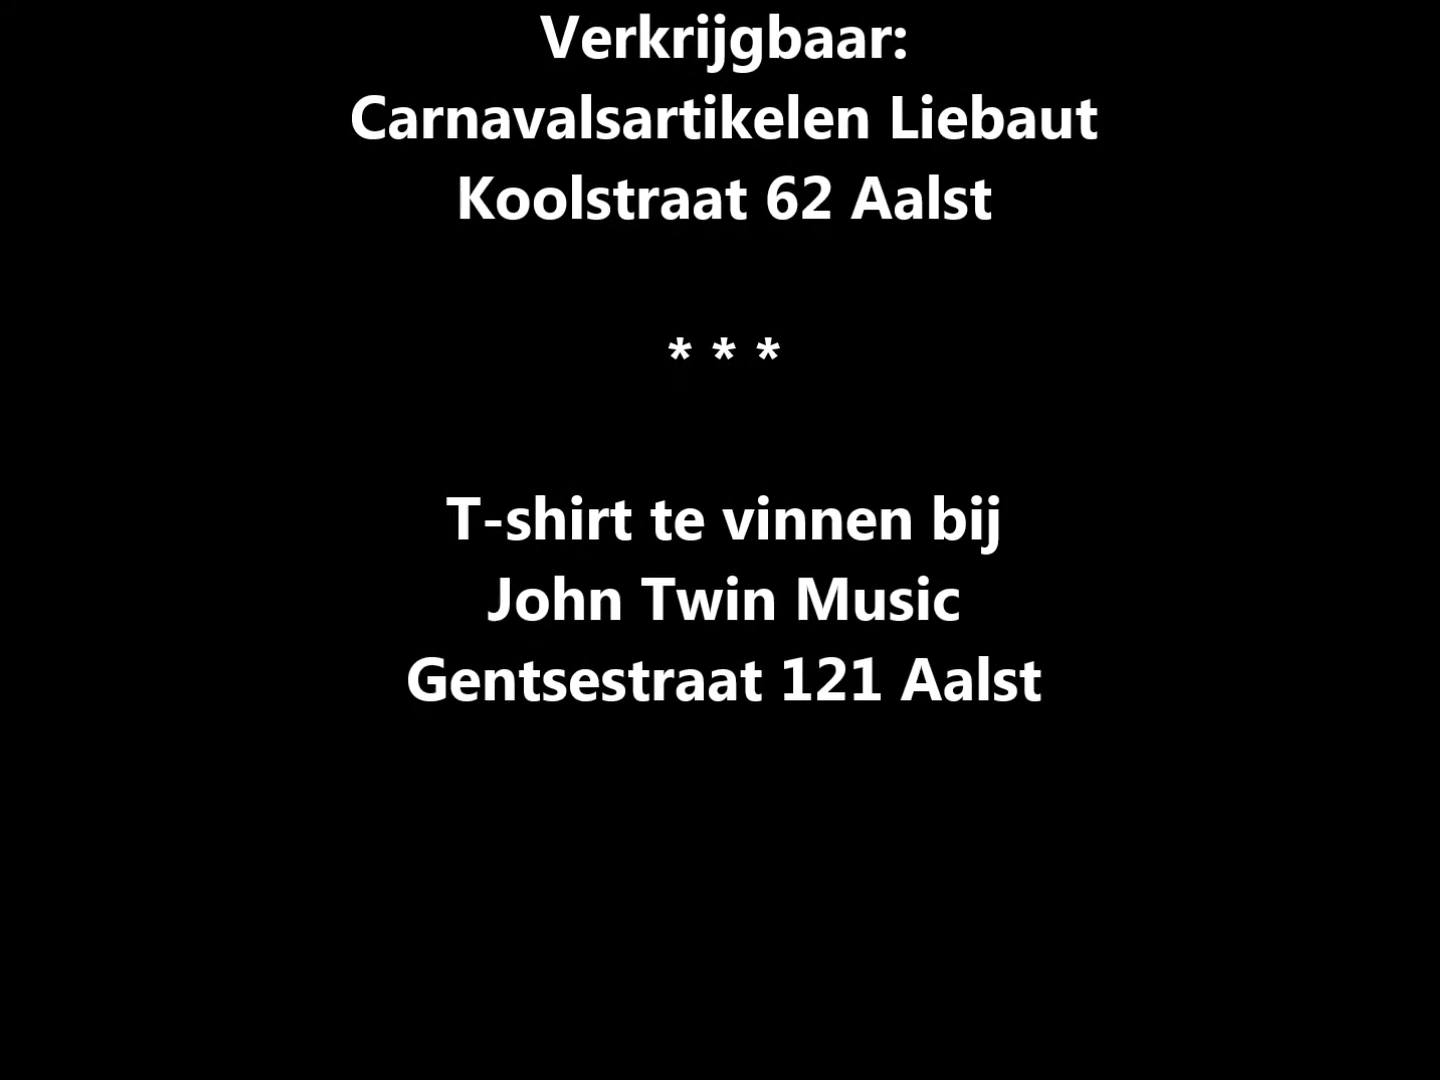 Verkrijgbaar:
Carnavalsartikelen Liebaut
Koolstraat 62 Aalst
* * *
T-shirt te vinnen bij
John Twin Music
Gentsestraat 121 Aalst